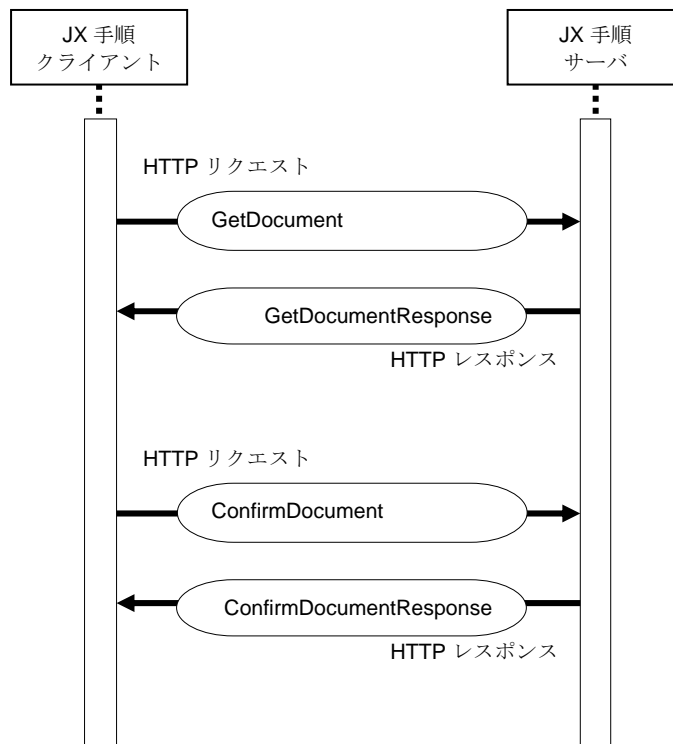 JX 手順
クライアント
JX 手順
サーバ
HTTP リクエスト
GetDocument
GetDocumentResponse
HTTP レスポンス
HTTP リクエスト
ConfirmDocument
ConfirmDocumentResponse
HTTP レスポンス